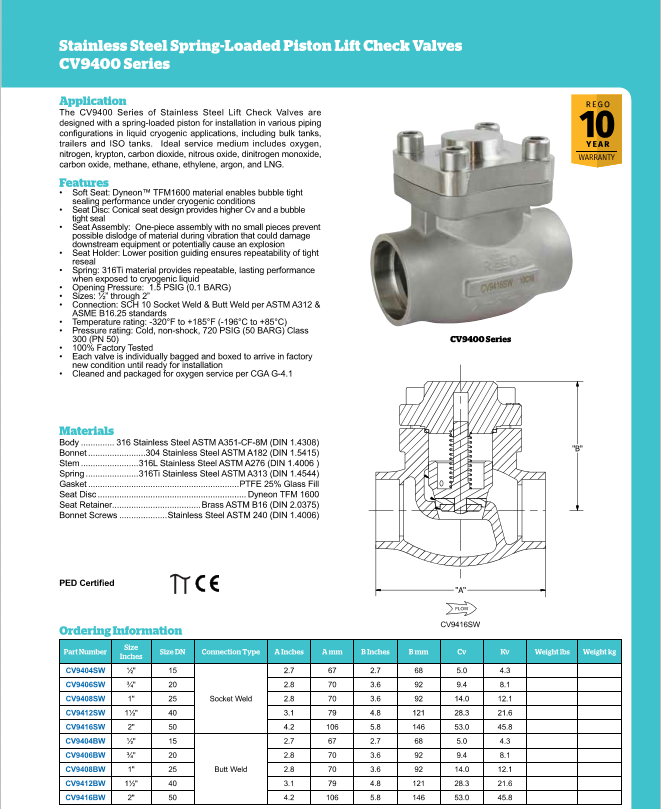 Stainless Steel Spring-Loaded Piston Lift Check Valves
CV9400 Series
Application
The CV9400 Series of Stainless Steel Lift Check Valves are
designed with a spring-loaded piston for installation in various piping
configurations in liquid cryogenic applications, including bulk tanks,
trailers and ISO tanks. Ideal service medium includes oxygen,
nitrogen, krypton, carbon dioxide, nitrous oxide, dinitrogen monoxide,
carbon oxide, methane, ethane, ethylene, argon, and LNG.
REGO
10
YEAR
WARRANTY
Features
• Soft Seat: Dyneon™ TFM1600 material enables bubble tight
sealing performance under cryogenic conditions
• Seat Disc: Conical seat design provides higher Cv and a bubble
tight seal
• Seat Assembly: One-piece assembly with no small pieces prevent
possible dislodge of material during vibration that could damage
downstream equipment or potentially cause an explosion
• Seat Holder: Lower position guiding ensures repeatability of tight
reseal
• Spring: 316Ti material provides repeatable, lasting performance
when exposed to cryogenic liquid
• Opening Pressure: 1.5 PSIG (0.1 BARG)
• Sizes: ½" through 2"
• Connection: SCH 10 Socket Weld & Butt Weld per ASTM A312 &
ASME B16.25 standards
• Temperature rating: -320°F to +185°F (-196°C to +85°C)
• Pressure rating: Cold, non-shock, 720 PSIG (50 BARG) Class
300 (PN 50)
• 100% Factory Tested
• Each valve is individually bagged and boxed to arrive in factory
new condition until ready for installation
• Cleaned and packaged for oxygen service per CGA G-4.1
REGO
CV9416SW
CV9400 Series
Materials
Body .............. 316 Stainless Steel ASTM A351-CF-8M (DIN 1.4308)
Bonnet ........................304 Stainless Steel ASTM A182 (DIN 1.5415)
Stem ........................316L Stainless Steel ASTM A276 (DIN 1.4006 )
Spring ......................316Ti Stainless Steel ASTM A313 (DIN 1.4544)
Gasket ....................................................PTFE 25% Glass Fill
Seat Disc .................................................... Dyneon TFM 1600
Seat Retainer.................................Brass ASTM B16 (DIN 2.0375)
Bonnet Screws ...................Stainless Steel ASTM 240 (DIN 1.4006)
"B"
"A"
FLOW
CV9416SW
PED Certified
CE
Ordering Information
Part Number Size Inches Size DN Connection Type A Inches A mm B Inches B mm Cv Kv Weight lbs Weight kg
CV9404SW ½" 15 Socket Weld 2.7 67 2.7 68 5.0 4.3
CV9406SW ¾" 20 2.8 70 3.6 92 9.4 8.1
CV9408SW 1" 25 2.8 70 3.6 92 14.0 12.1
CV9412SW 1½" 40 3.1 79 4.8 121 28.3 21.6
CV9416SW 2" 50 4.2 106 5.8 146 53.0 45.8
CV9404BW ½" 15 Butt Weld 2.7 67 2.7 68 5.0 4.3
CV9406BW ¾" 20 2.8 70 3.6 92 9.4 8.1
CV9408BW 1" 25 2.8 70 3.6 92 14.0 12.1
CV9412BW 1½" 40 3.1 79 4.8 121 28.3 21.6
CV9416BW 2" 50 4.2 106 5.8 146 53.0 45.8